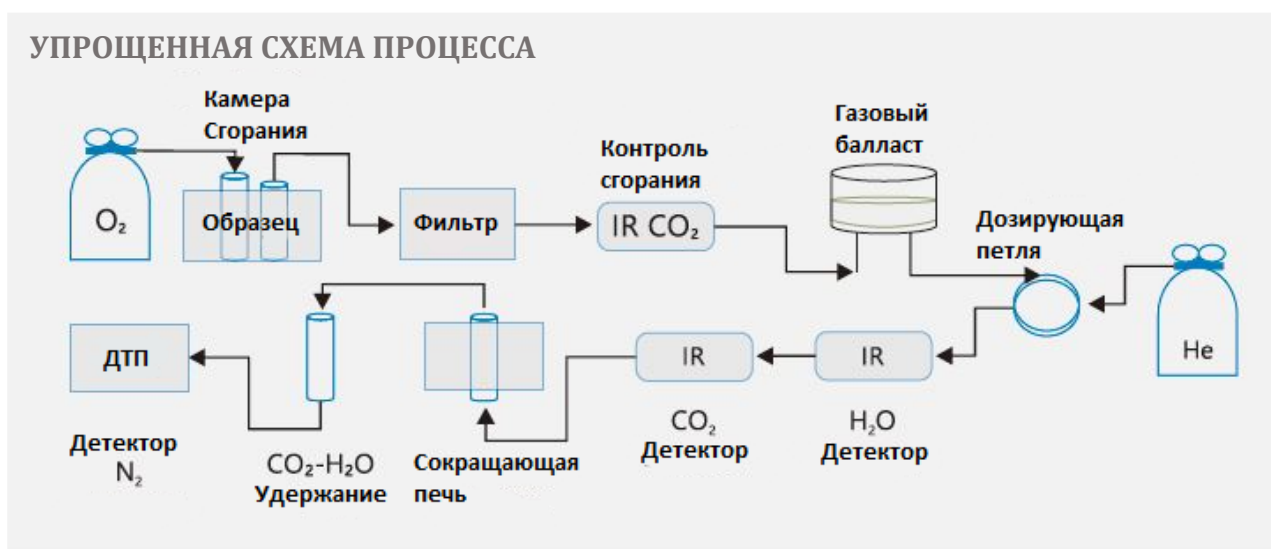 УПРОЩЕННАЯ СХЕМА ПРОЦЕССА
Камера
Сгорания
O₂
Образец
Фильтр
Контроль
сгорания
IR CO₂
Газовый
балласт
Дозирующая
петля
He
ДТП
Детектор
N₂
CO₂-H₂O
Удержание
Сокращающая
печь
IR
CO₂
Детектор
IR
H₂O
Детектор